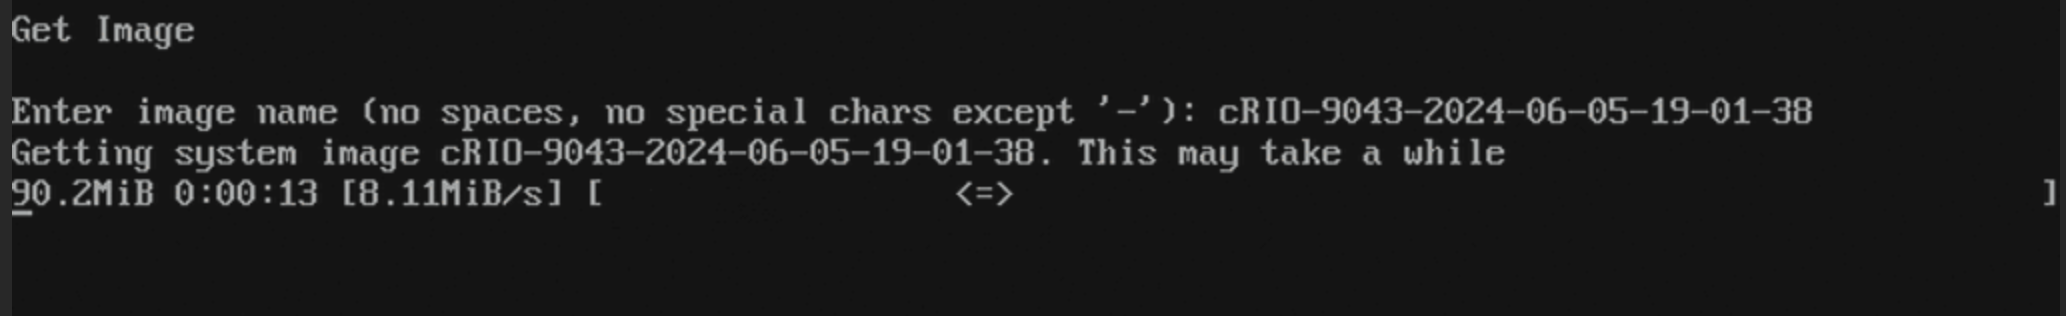 Get Image
Enter image name (no spaces, no special chars except '-'): cRIO-9043-2024-06-05-19-01-38
Getting system image cRIO-9043-2024-06-05-19-01-38. This may take a while
90.2MiB 0:00:13 [8.11MiB/s] [                 <=>                                                  ]